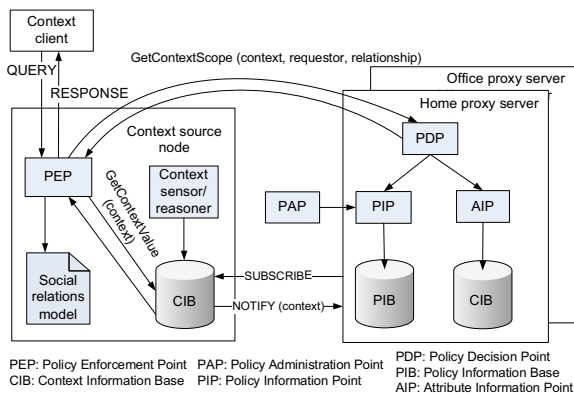 Context
client
GetContextScope (context, requestor, relationship)
QUERY
RESPONSE
Office proxy server
Home proxy server
Context source
node
PDP
PEP
Context
sensor/
reasoner
GetContextValue
(context)
PAP
PIP
AIP
Social
relations
model
CIB
SUBSCRIBE
NOTIFY (context)
PIB
CIB
PEP: Policy Enforcement Point
CIB: Context Information Base
PAP: Policy Administration Point
PIP: Policy Information Point
PDP: Policy Decision Point
PIB: Policy Information Base
AIP: Attribute Information Point